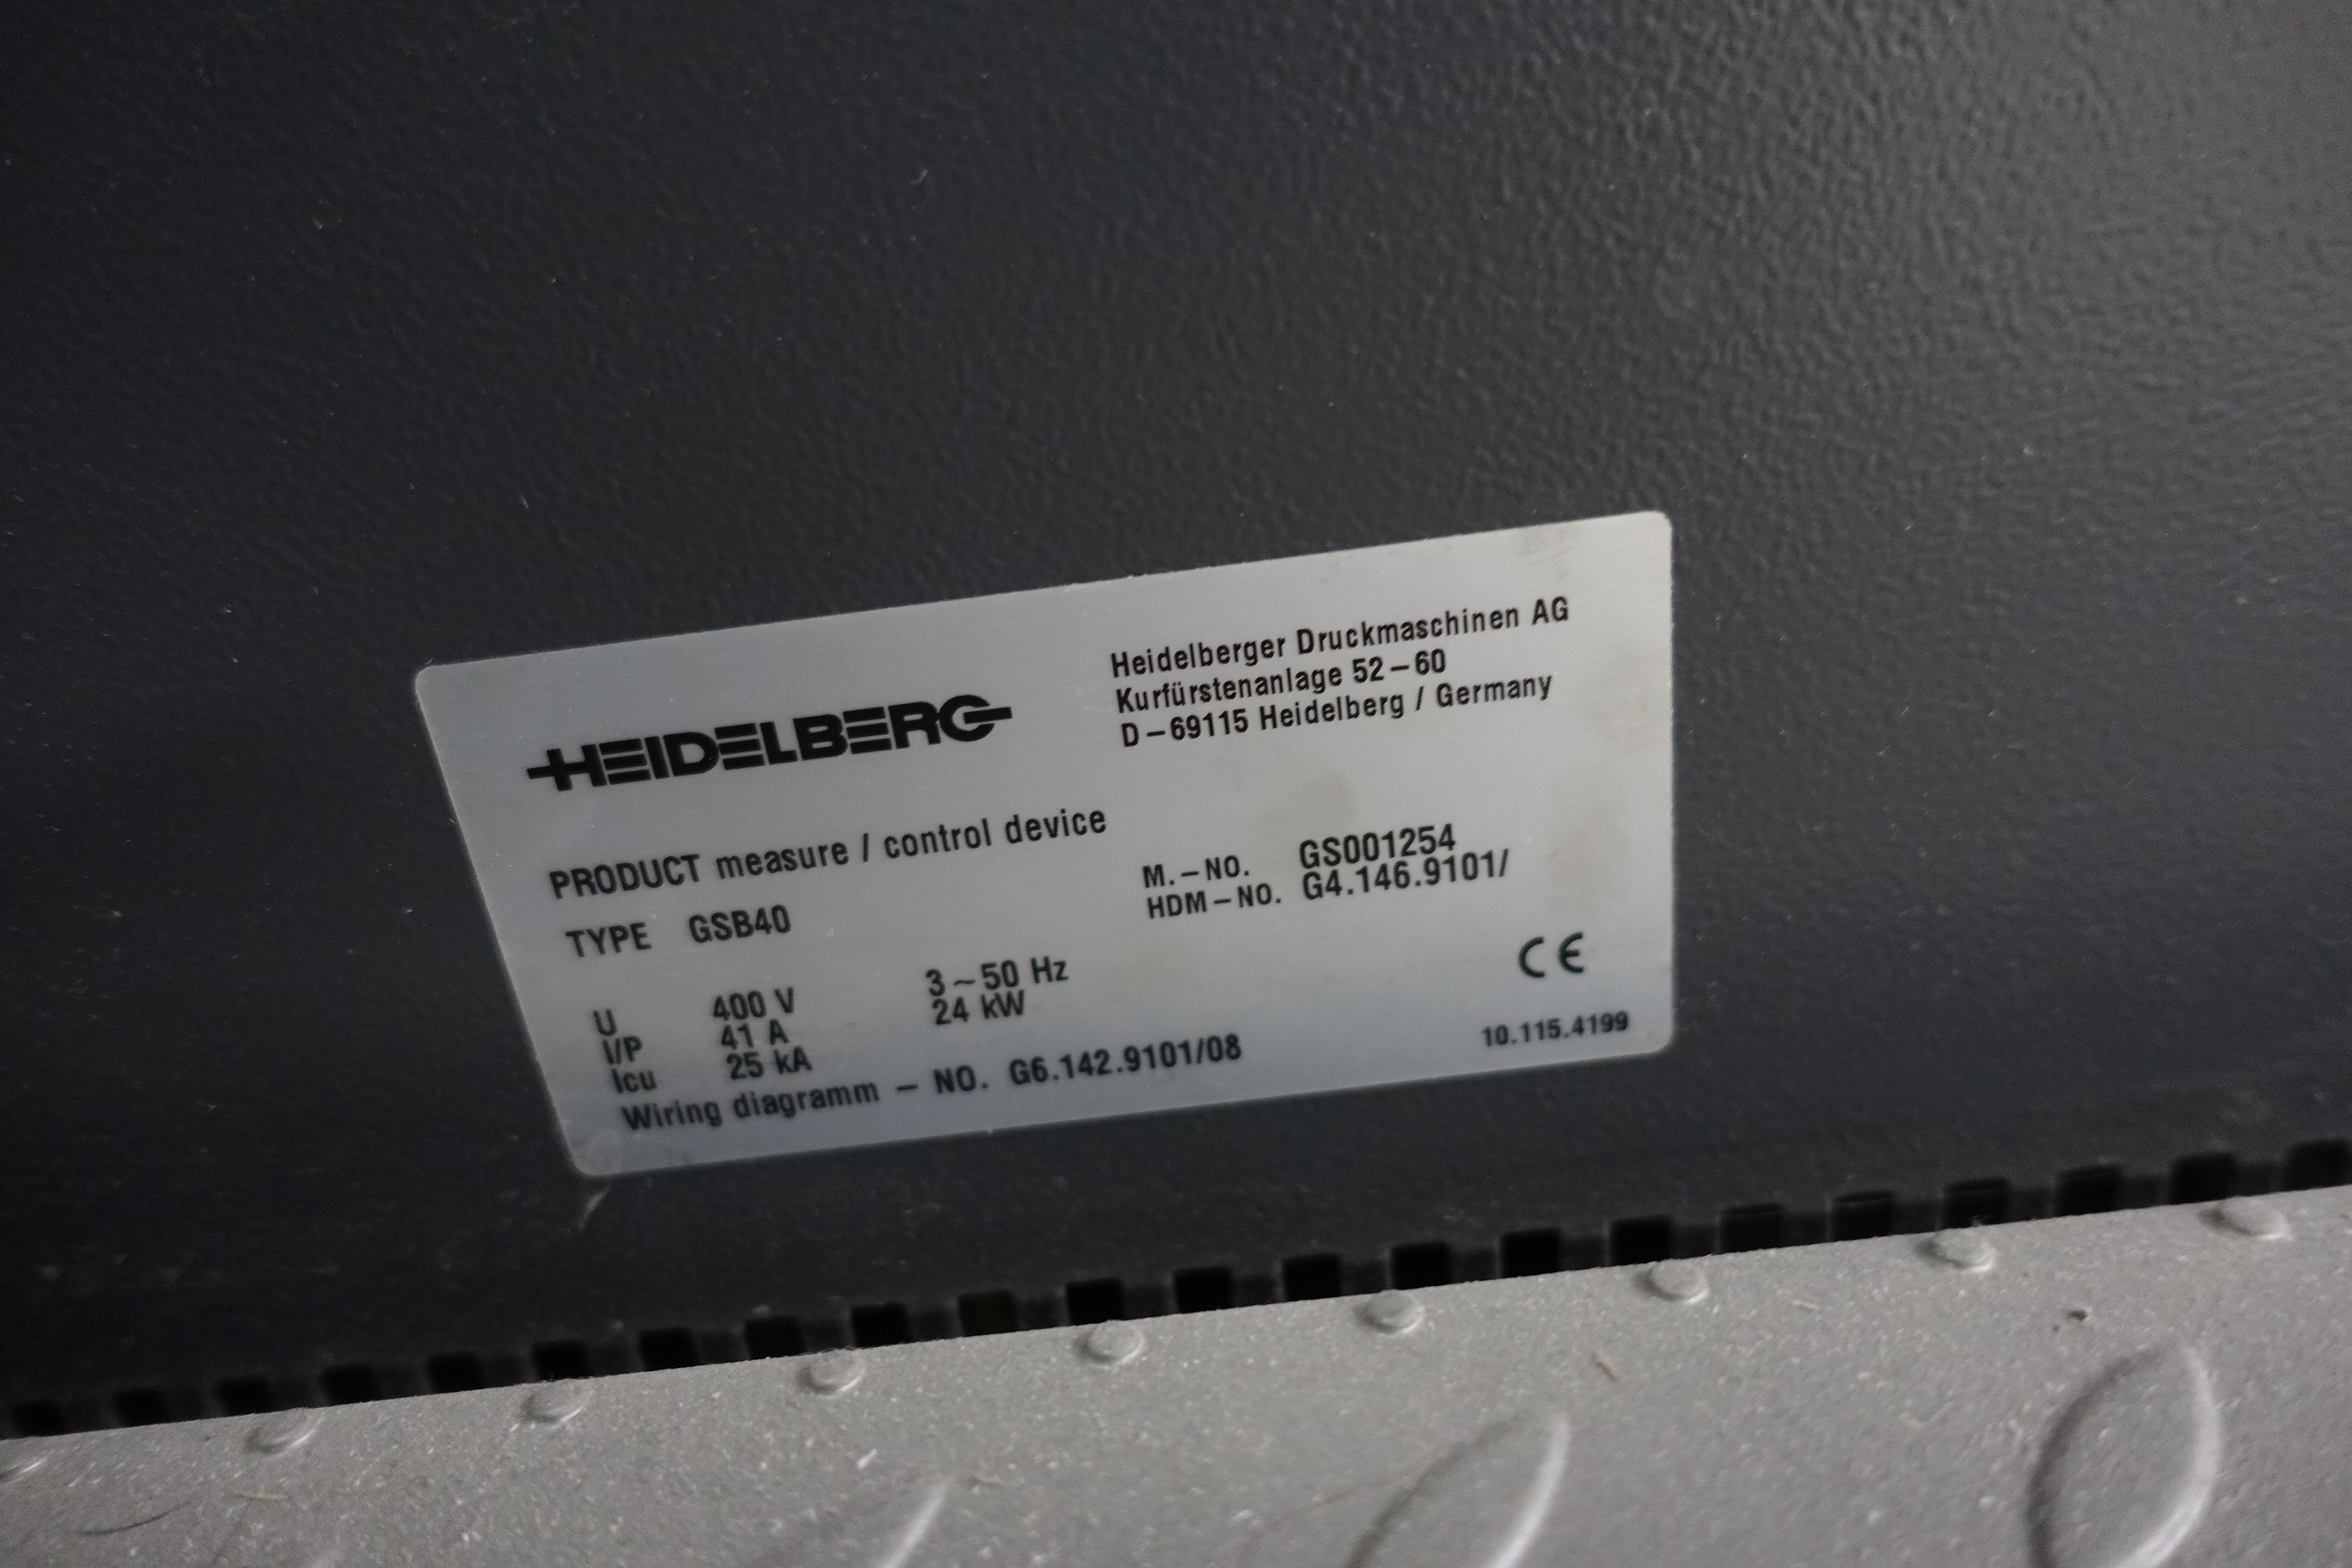 HEIDELBERG
Heidelberger Druckmaschinen AG
Kurfürstenanlage 52–60
D–69115 Heidelberg / Germany
PRODUCT measure / control device
TYPE GSB40
M.–NO. GS001254
HDM–NO. G4.146.9101/
U 400 V 3~50 Hz
I/P 41 A 24 kW
Icu 25 kA
Wiring diagramm – NO. G6.142.9101/08
CE
10.115.4199